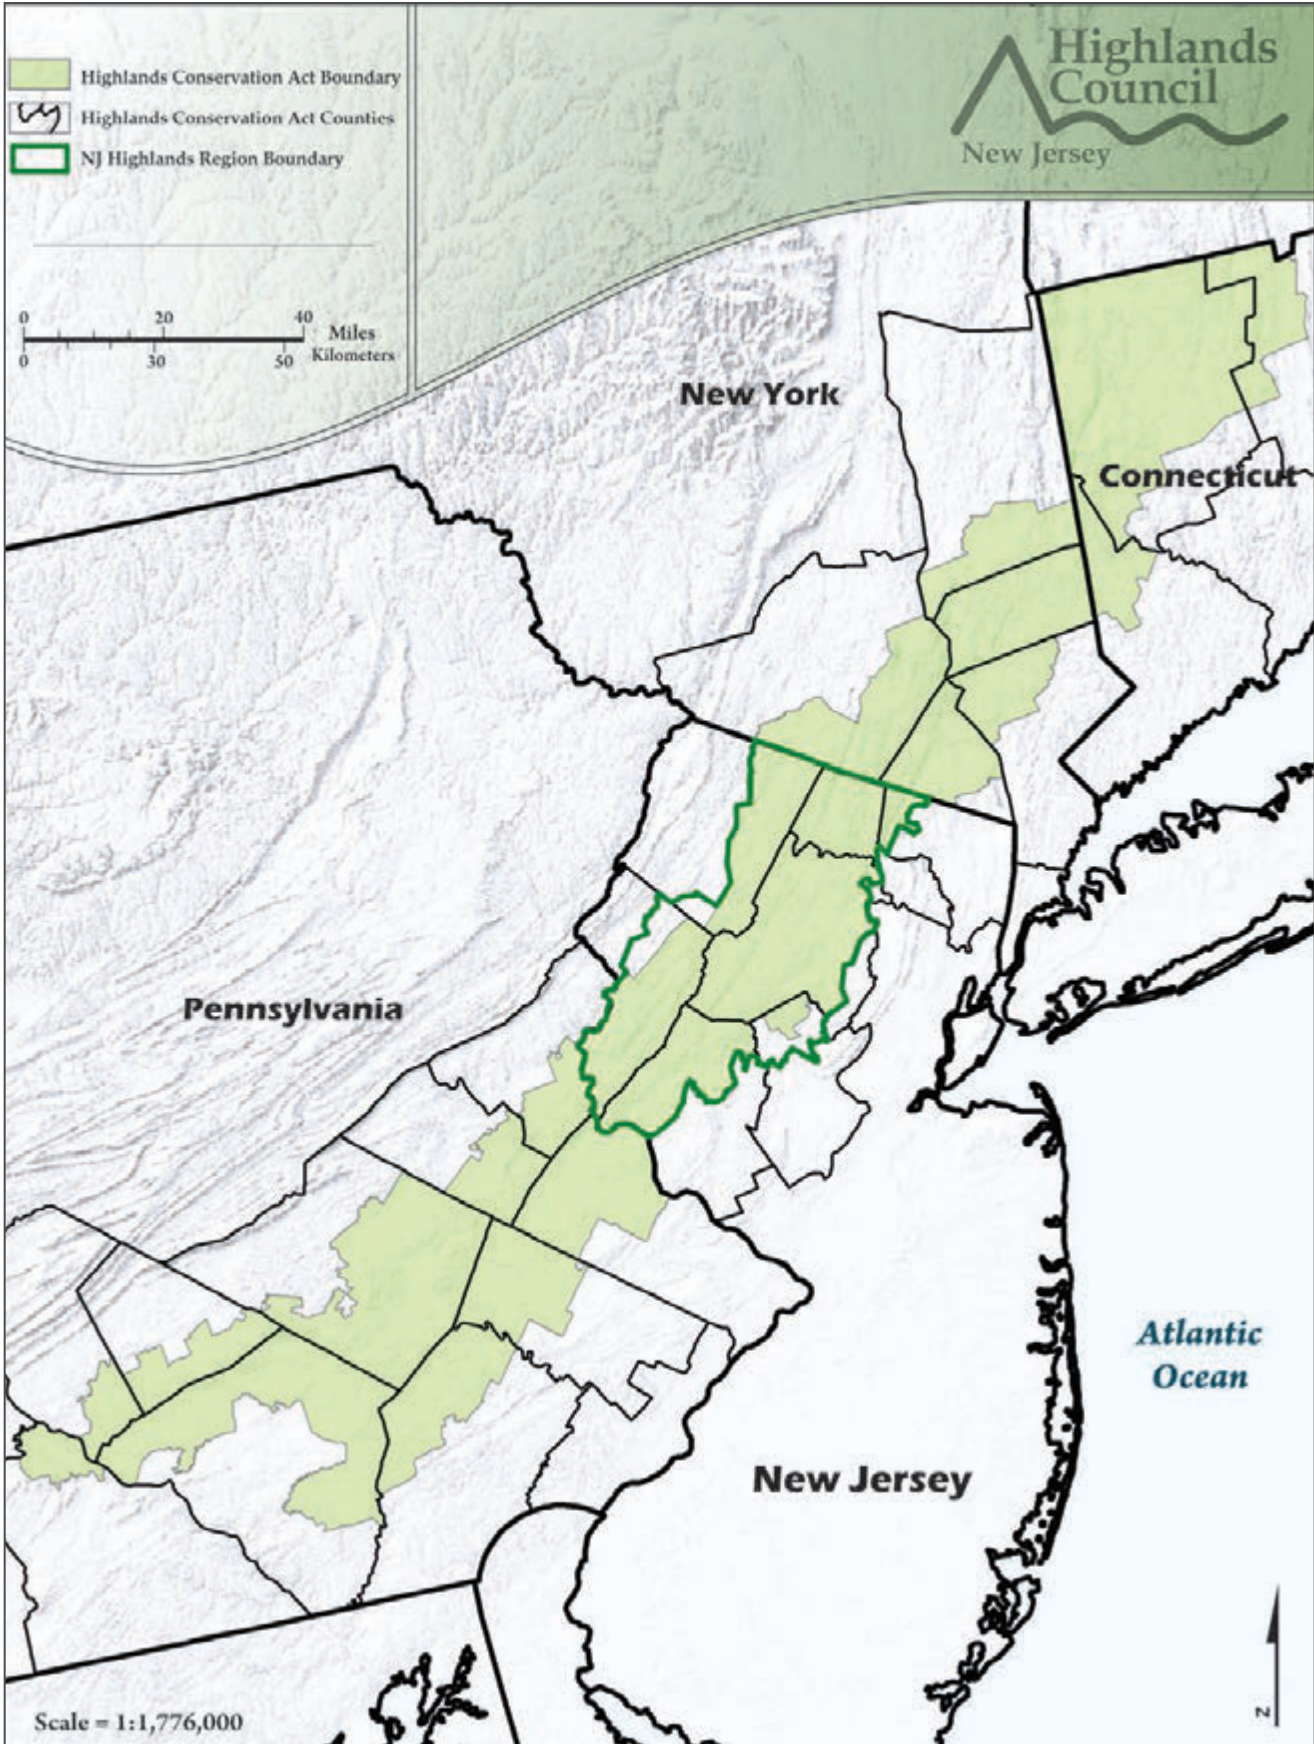 Highlands Conservation Act Boundary
Highlands Conservation Act Counties
NJ Highlands Region Boundary
Highlands
Council
New Jersey
0 20 40
Miles
0 30 50
Kilometers
New York
Connecticut
Pennsylvania
Atlantic
Ocean
New Jersey
Scale = 1:1,776,000
N